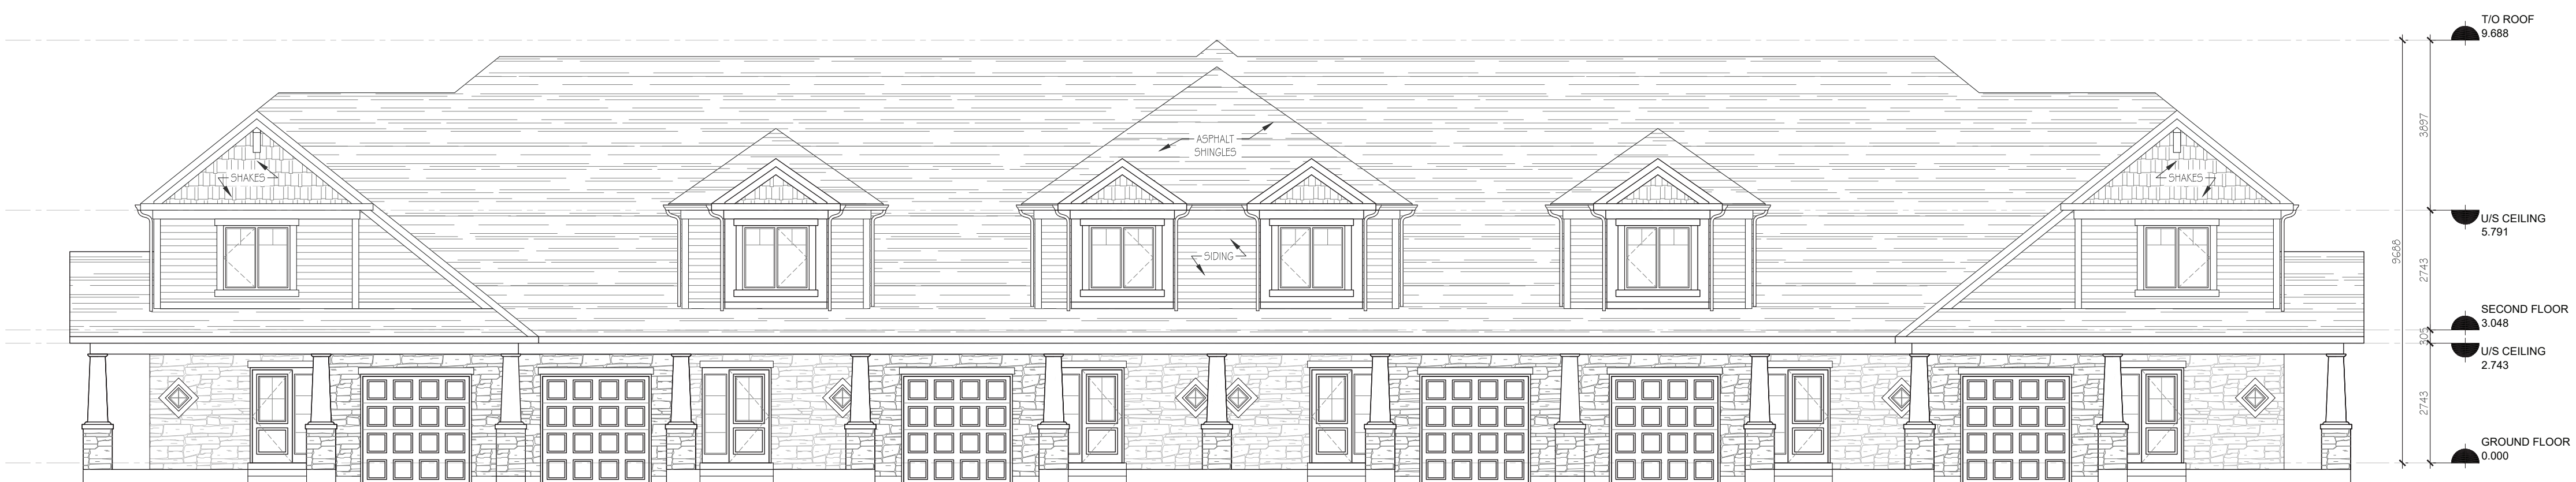 T/O ROOF
9.688
3897
ASPHALT
SHINGLES
SHAKES
SHAKES
U/S CEILING
5.791
9688
SIDING
2743
SECOND FLOOR
3.048
305
U/S CEILING
2.743
2743
GROUND FLOOR
0.000